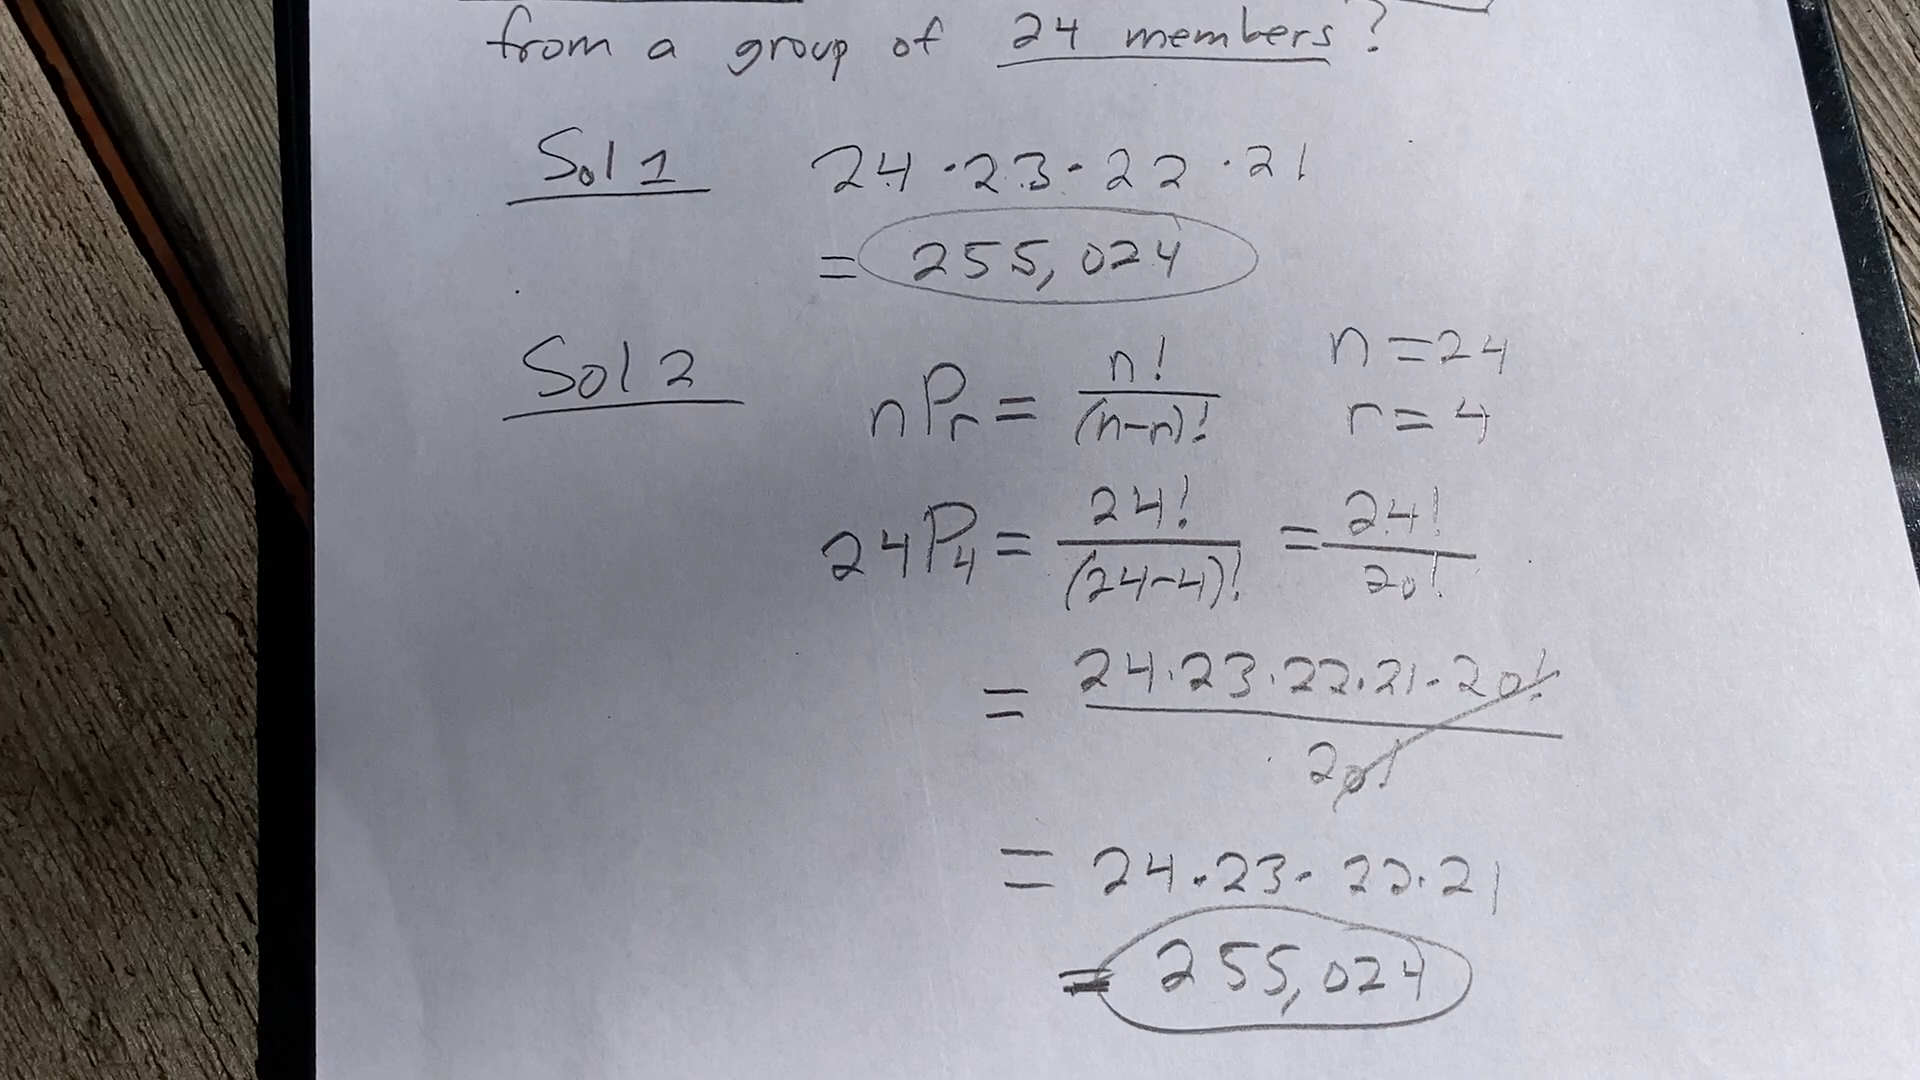 from a group of 24 members?
Sol 1 24 · 23 · 22 · 21
= 255,024
Sol 2 nPr = n! / (n-r)! n = 24
r = 4
24P4 = 24! / (24-4)! = 24! / 20!
= 24 · 23 · 22 · 21 · 20! / 20!
= 24 · 23 · 22 · 21
= 255,024